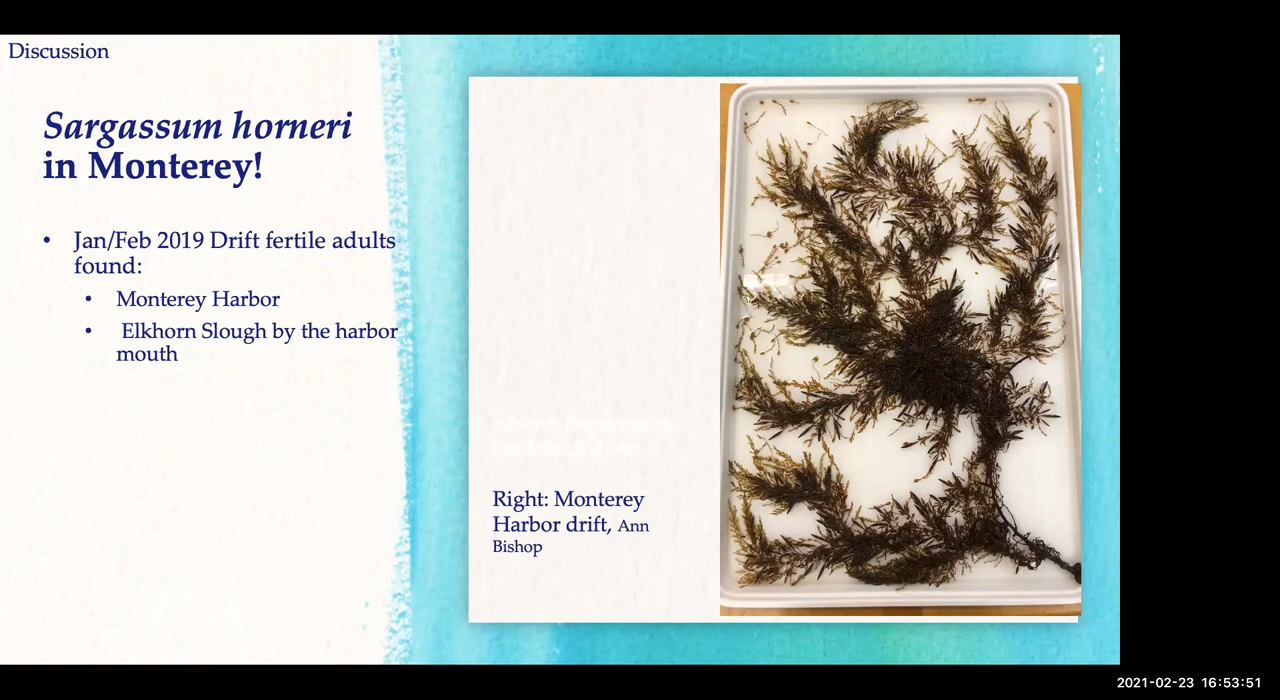 Discussion
Sargassum horneri
in Monterey!
• Jan/Feb 2019 Drift fertile adults
found:
• Monterey Harbor
• Elkhorn Slough by the harbor
mouth
Right: Monterey
Harbor drift, Ann
Bishop
2021-02-23 16:53:51